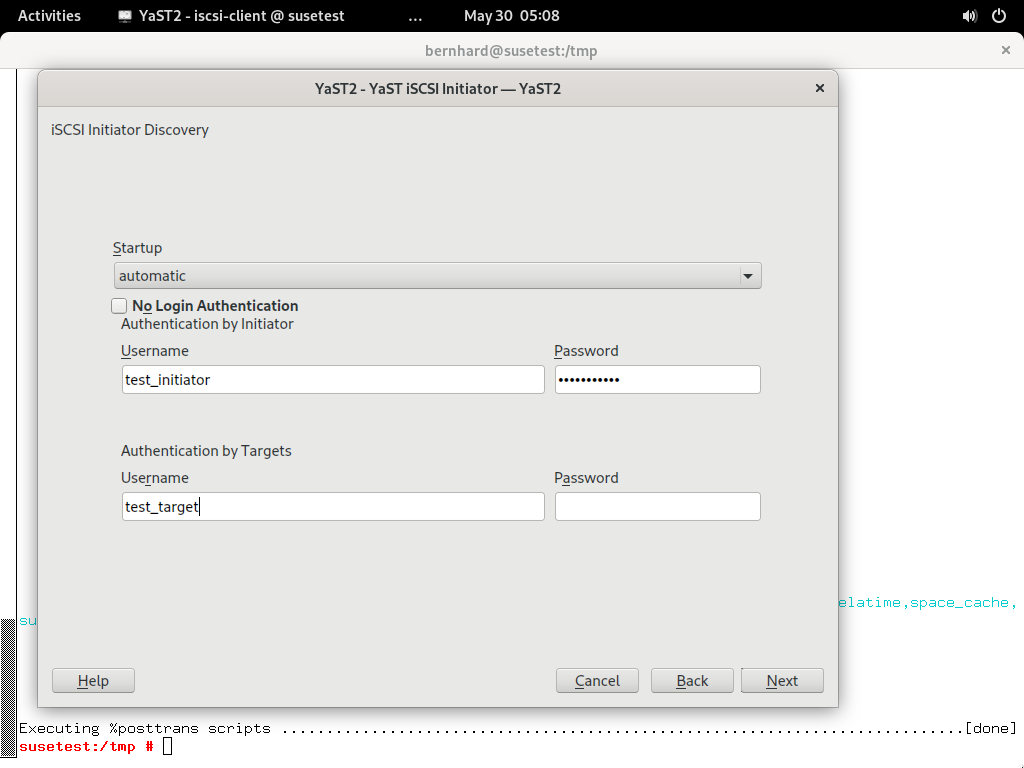 Activities YaST2 - iscsi-client @ susetest ... May 30 05:08
bernhard@susetest:/tmp ×
YaST2 - YaST iSCSI Initiator — YaST2 ×
iSCSI Initiator Discovery
Startup
automatic
No Login Authentication
Authentication by Initiator
Username Password
test_initiator •••••••••••
Authentication by Targets
Username Password
test_target
elatime,space_cache,
su
Help Cancel Back Next
Executing %posttrans scripts ............................................................................[done]
susetest:/tmp #